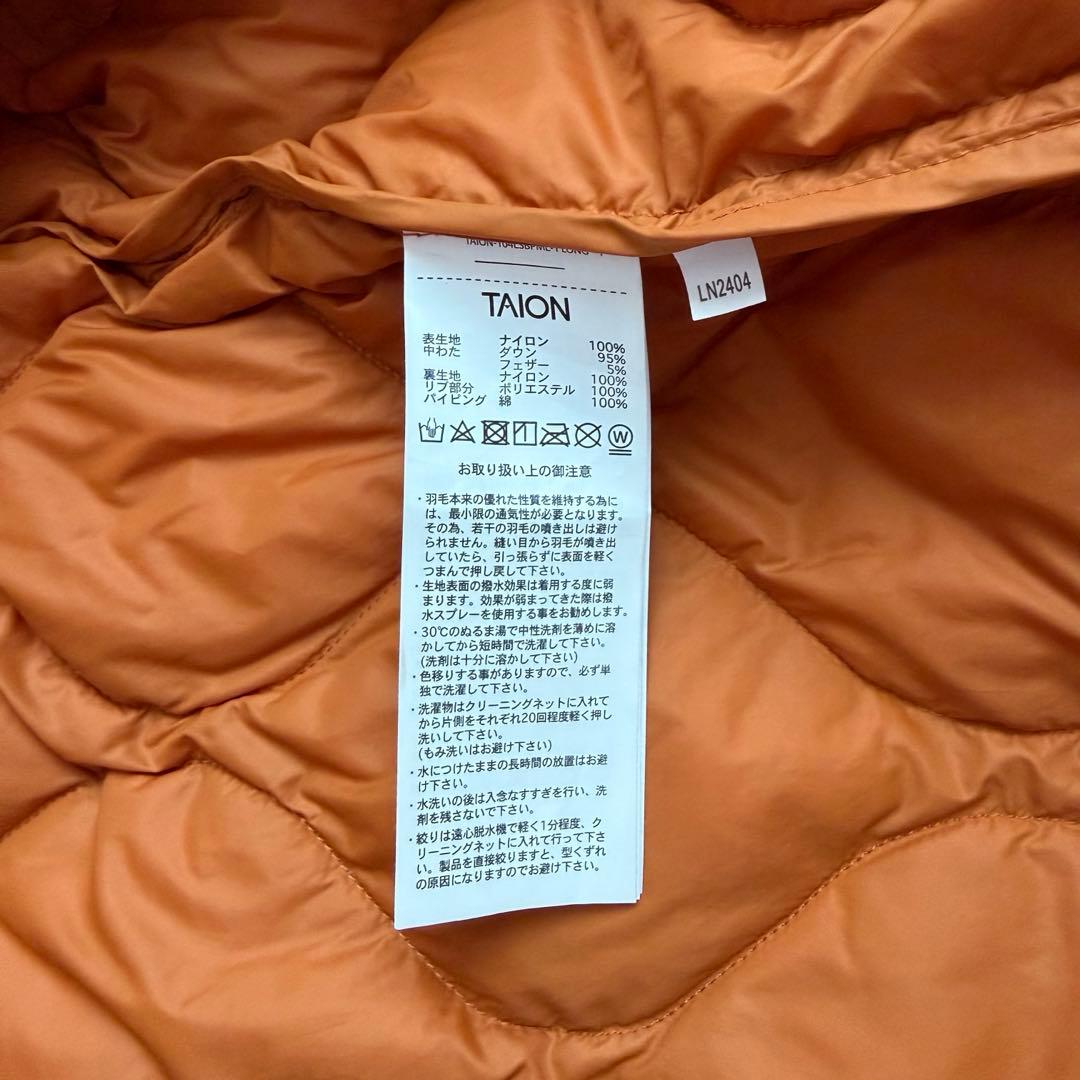 TAION
表生地 ナイロン 100%
中わた ダウン 95%
フェザー 5%
裏生地 ナイロン 100%
リブ部分 ポリエステル 100%
パイピング 綿 100%
W
お取り扱い上の御注意
・羽毛本来の優れた性質を維持する為に
は、最小限の通気性が必要となります。
その為、若干の羽毛の噴き出しは避け
られません。縫い目から羽毛が噴き出
していたら、引っ張らずに表面を軽く
つまんで押し戻して下さい。
・生地表面の撥水効果は着用する度に弱
まります。効果が弱まってきた際は撥
水スプレーを使用する事をお勧めします。
・30℃のぬるま湯で中性洗剤を薄めに溶
かしてから短時間で洗濯して下さい。
(洗剤は十分に溶かして下さい)
・色移りする事がありますので、必ず単
独で洗濯して下さい。
・洗濯物はクリーニングネットに入れて
から片側をそれぞれ20回程度軽く押し
洗いして下さい。
(もみ洗いはお避け下さい)
・水につけたままの長時間の放置はお避
け下さい。
・水洗いの後は入念なすすぎを行い、洗
剤を残さないで下さい。
・絞りは遠心脱水機で軽く1分程度、ク
リーニングネットに入れて行って下さ
い。製品を直接絞りますと、型くずれ
の原因になりますのでお避け下さい。
LN2404